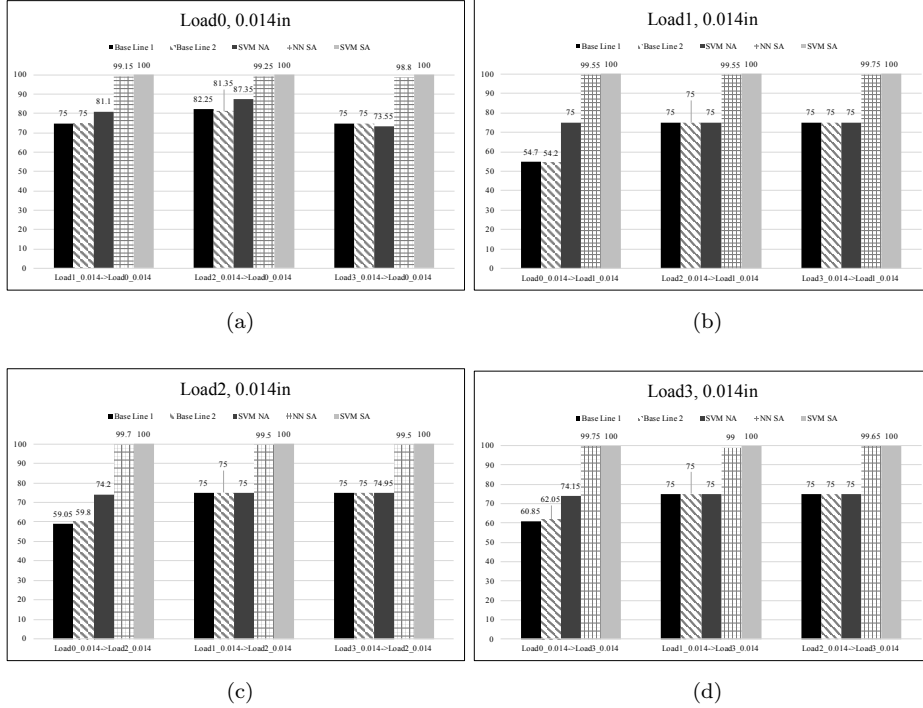 Load0, 0.014in
Base Line 1 Base Line 2 SVM NA NN SA SVM SA
100
90
80
70
60
50
40
30
20
10
0
75 75 81.1 99.15 100
82.25 81.35 87.35 99.25 100
75 75 73.55 98.8 100
Load1_0.014->Load0_0.014 Load2_0.014->Load0_0.014 Load3_0.014->Load0_0.014
(a)
Load1, 0.014in
Base Line 1 Base Line 2 SVM NA NN SA SVM SA
100
90
80
70
60
50
40
30
20
10
0
54.7 54.2 75 99.55 100
75 75 75 99.55 100
75 75 75 99.75 100
Load0_0.014->Load1_0.014 Load2_0.014->Load1_0.014 Load3_0.014->Load1_0.014
(b)
Load2, 0.014in
Base Line 1 Base Line 2 SVM NA NN SA SVM SA
100
90
80
70
60
50
40
30
20
10
0
59.05 59.8 74.2 99.7 100
75 75 75 99.5 100
75 75 74.95 99.5 100
Load0_0.014->Load2_0.014 Load1_0.014->Load2_0.014 Load3_0.014->Load2_0.014
(c)
Load3, 0.014in
Base Line 1 Base Line 2 SVM NA NN SA SVM SA
100
90
80
70
60
50
40
30
20
10
0
60.85 62.05 74.15 99.75 100
75 75 75 99 100
75 75 75 99.65 100
Load0_0.014->Load3_0.014 Load1_0.014->Load3_0.014 Load2_0.014->Load3_0.014
(d)